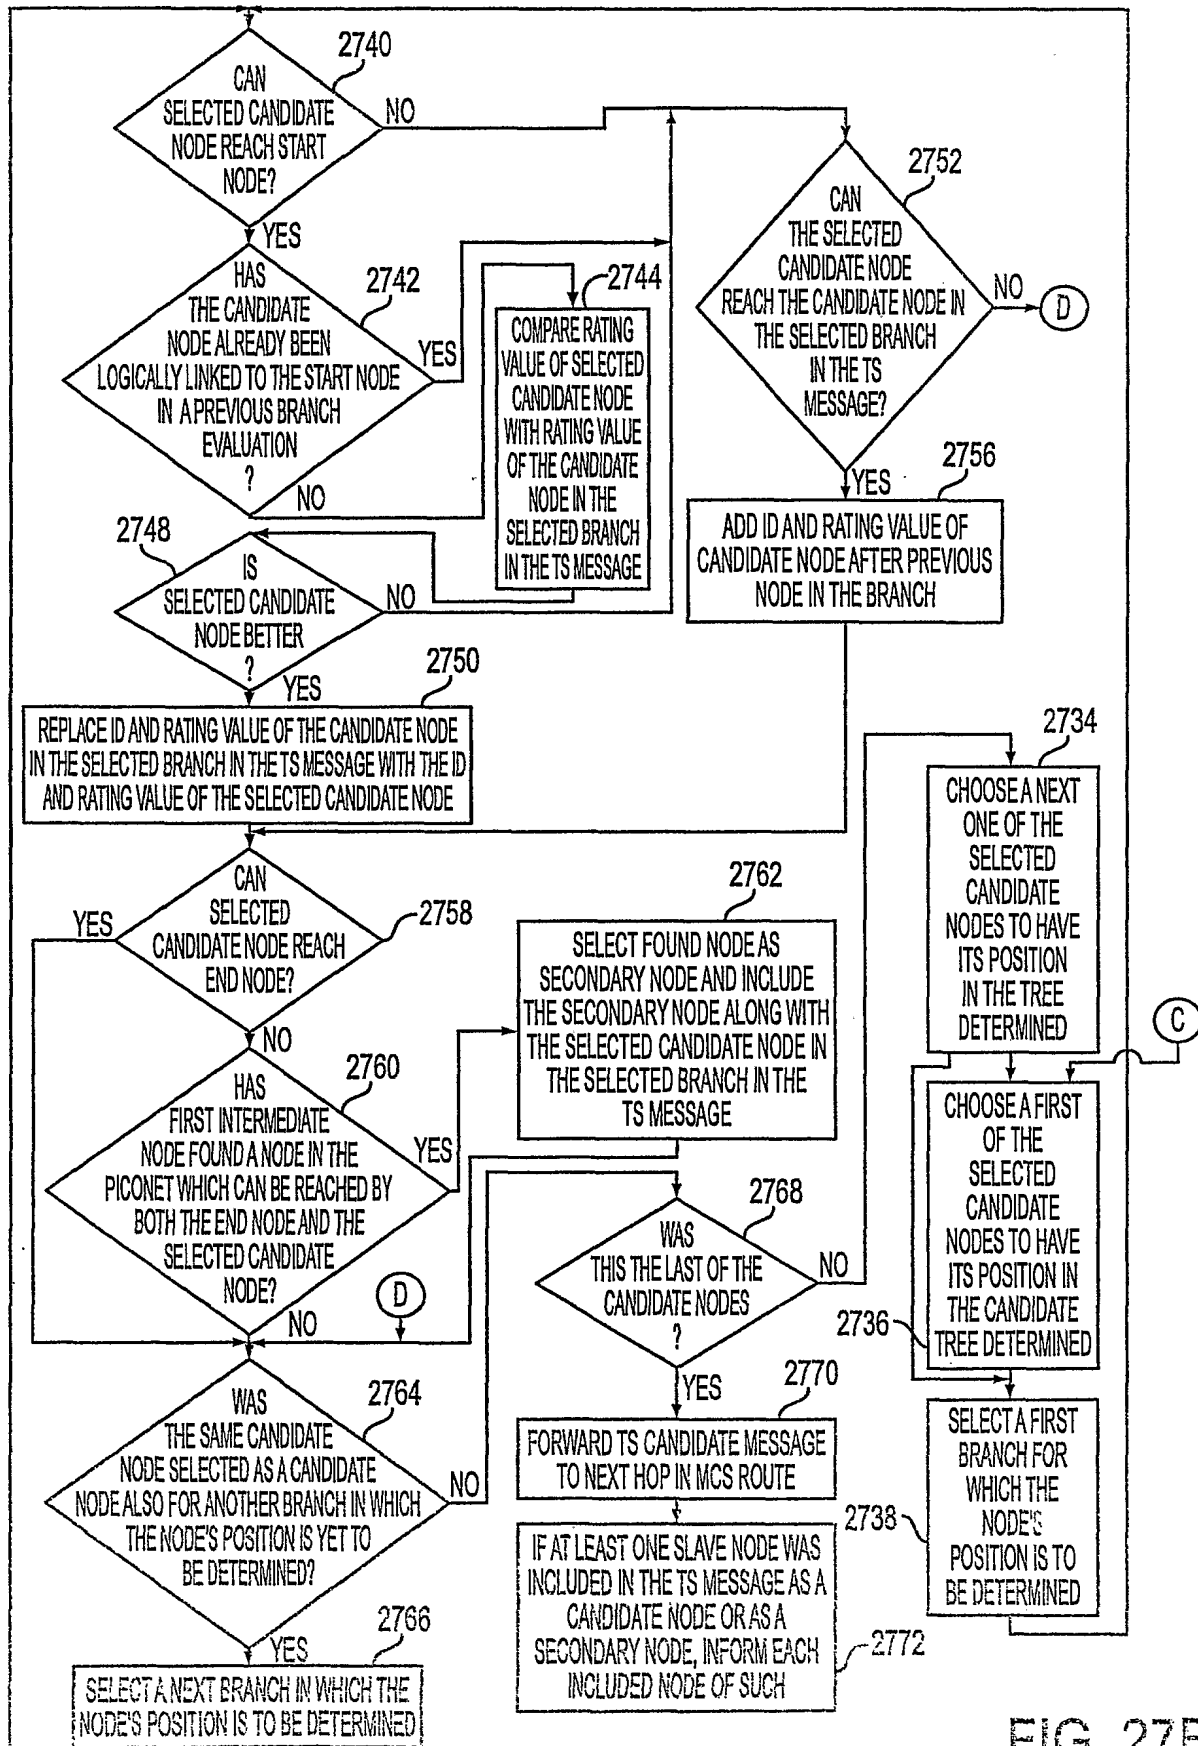 2740
CAN
SELECTED CANDIDATE
NODE REACH START
NODE?
NO
YES
2742
HAS
THE CANDIDATE
NODE ALREADY BEEN
LOGICALLY LINKED TO THE START NODE
IN A PREVIOUS BRANCH
EVALUATION
?
YES
NO
2744
COMPARE RATING
VALUE OF SELECTED
CANDIDATE NODE
WITH RATING VALUE
OF THE CANDIDATE
NODE IN THE
SELECTED BRANCH
IN THE TS MESSAGE
2752
CAN
THE SELECTED
CANDIDATE NODE
REACH THE CANDIDATE NODE IN
THE SELECTED BRANCH
IN THE TS
MESSAGE?
NO
D
YES
2756
ADD ID AND RATING VALUE OF
CANDIDATE NODE AFTER PREVIOUS
NODE IN THE BRANCH
2748
IS
SELECTED CANDIDATE
NODE BETTER
?
NO
YES
2750
REPLACE ID AND RATING VALUE OF THE CANDIDATE NODE
IN THE SELECTED BRANCH IN THE TS MESSAGE WITH THE ID
AND RATING VALUE OF THE SELECTED CANDIDATE NODE
2758
CAN
SELECTED
CANDIDATE NODE REACH
END NODE?
YES
NO
2760
HAS
FIRST INTERMEDIATE
NODE FOUND A NODE IN THE
PICONET WHICH CAN BE REACHED BY
BOTH THE END NODE AND THE
SELECTED CANDIDATE
NODE?
YES
NO
2762
SELECT FOUND NODE AS
SECONDARY NODE AND INCLUDE
THE SECONDARY NODE ALONG WITH
THE SELECTED CANDIDATE NODE IN
THE SELECTED BRANCH IN THE
TS MESSAGE
D
2764
WAS
THE SAME CANDIDATE
NODE SELECTED AS A CANDIDATE
NODE ALSO FOR ANOTHER BRANCH IN WHICH
THE NODE'S POSITION IS YET TO
BE DETERMINED?
NO
YES
2766
SELECT A NEXT BRANCH IN WHICH THE
NODE'S POSITION IS TO BE DETERMINED
2768
WAS
THIS THE LAST OF THE
CANDIDATE NODES
?
NO
YES
2770
FORWARD TS CANDIDATE MESSAGE
TO NEXT HOP IN MCS ROUTE
2772
IF AT LEAST ONE SLAVE NODE WAS
INCLUDED IN THE TS MESSAGE AS A
CANDIDATE NODE OR AS A
SECONDARY NODE, INFORM EACH
INCLUDED NODE OF SUCH
2734
CHOOSE A NEXT
ONE OF THE
SELECTED
CANDIDATE
NODES TO HAVE
ITS POSITION
IN THE TREE
DETERMINED
C
2736
CHOOSE A FIRST
OF THE
SELECTED
CANDIDATE
NODES TO HAVE
ITS POSITION IN
THE CANDIDATE
TREE DETERMINED
2738
SELECT A FIRST
BRANCH FOR
WHICH THE
NODE'S
POSITION IS TO
BE DETERMINED
FIG. 27B